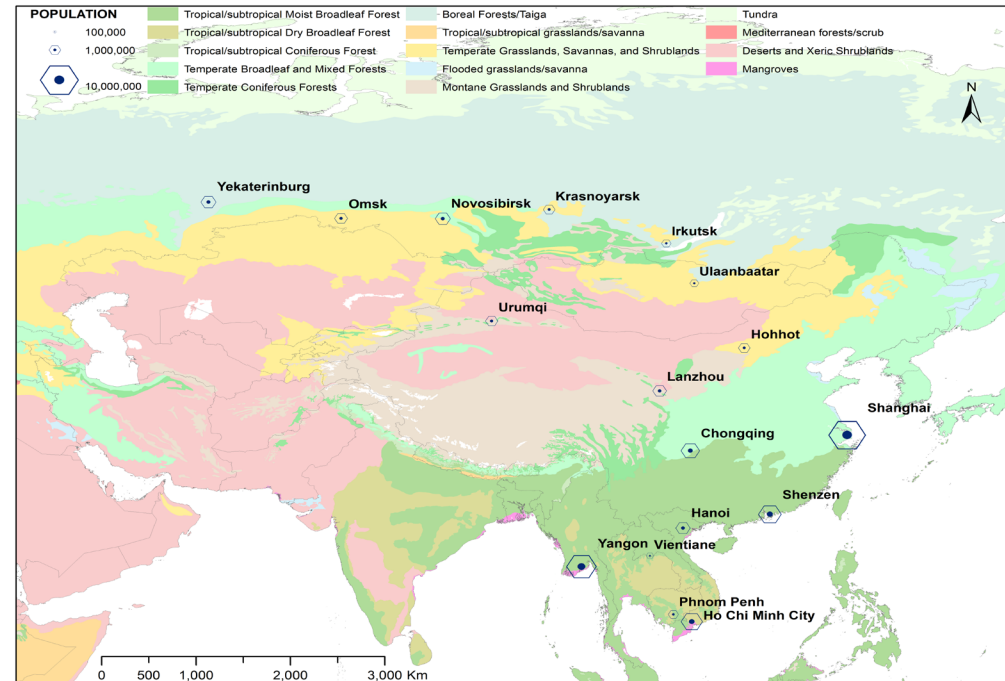 POPULATION
100,000
1,000,000
10,000,000
Tropical/subtropical Moist Broadleaf Forest
Tropical/subtropical Dry Broadleaf Forest
Tropical/subtropical Coniferous Forest
Temperate Broadleaf and Mixed Forests
Temperate Coniferous Forests
Boreal Forests/Taiga
Tropical/subtropical grasslands/savanna
Temperate Grasslands, Savannas, and Shrublands
Flooded grasslands/savanna
Montane Grasslands and Shrublands
Tundra
Mediterranean forests/scrub
Deserts and Xeric Shrublands
Mangroves
N
Yekaterinburg
Omsk
Novosibirsk
Krasnoyarsk
Irkutsk
Ulaanbaatar
Urumqi
Hohhot
Lanzhou
Shanghai
Chongqing
Shenzen
Hanoi
Yangon
Vientiane
Phnom Penh
Ho Chi Minh City
0 500 1,000 2,000 3,000 Km